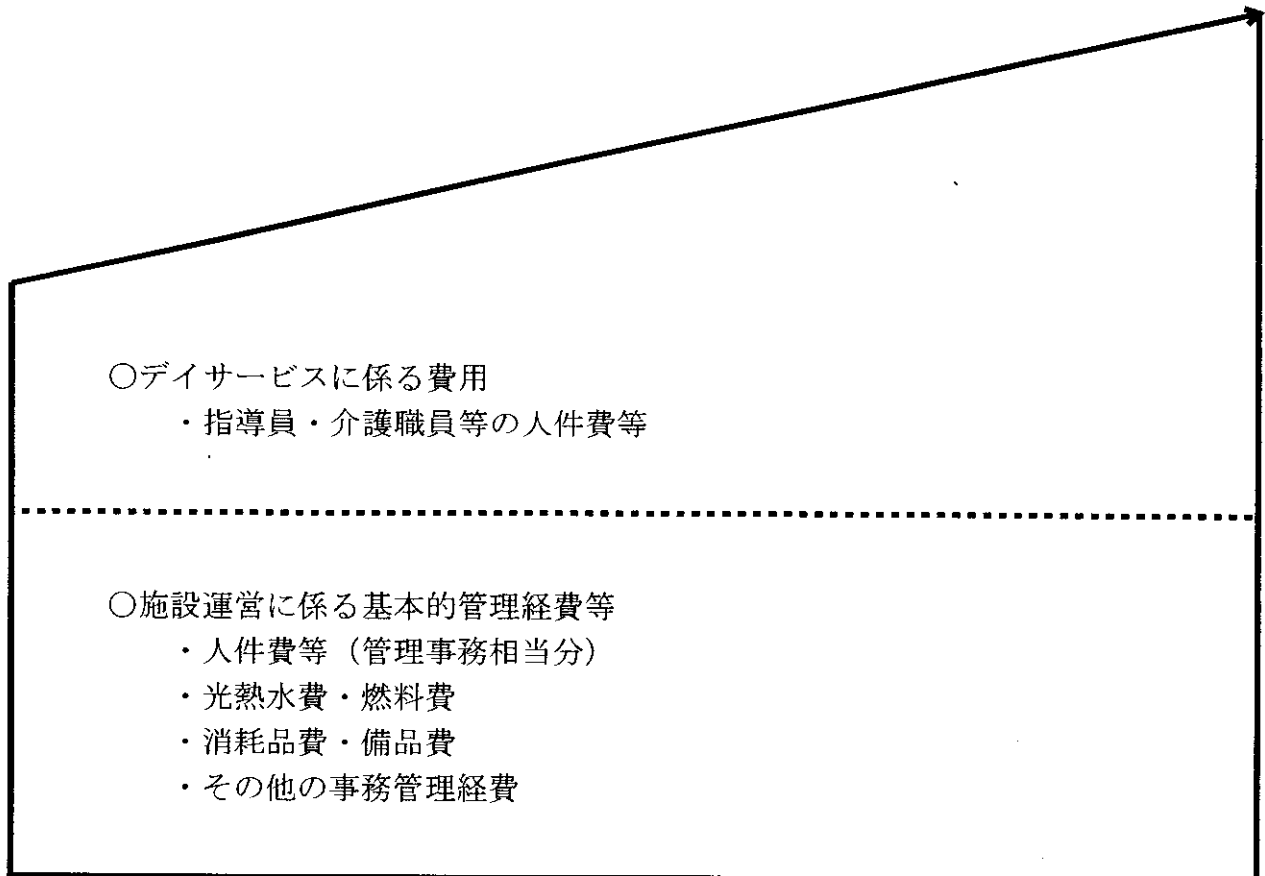 ○デイサービスに係る費用
・指導員・介護職員等の人件費等
○施設運営に係る基本的管理経費等
・人件費等（管理事務相当分）
・光熱水費・燃料費
・消耗品費・備品費
・その他の事務管理経費